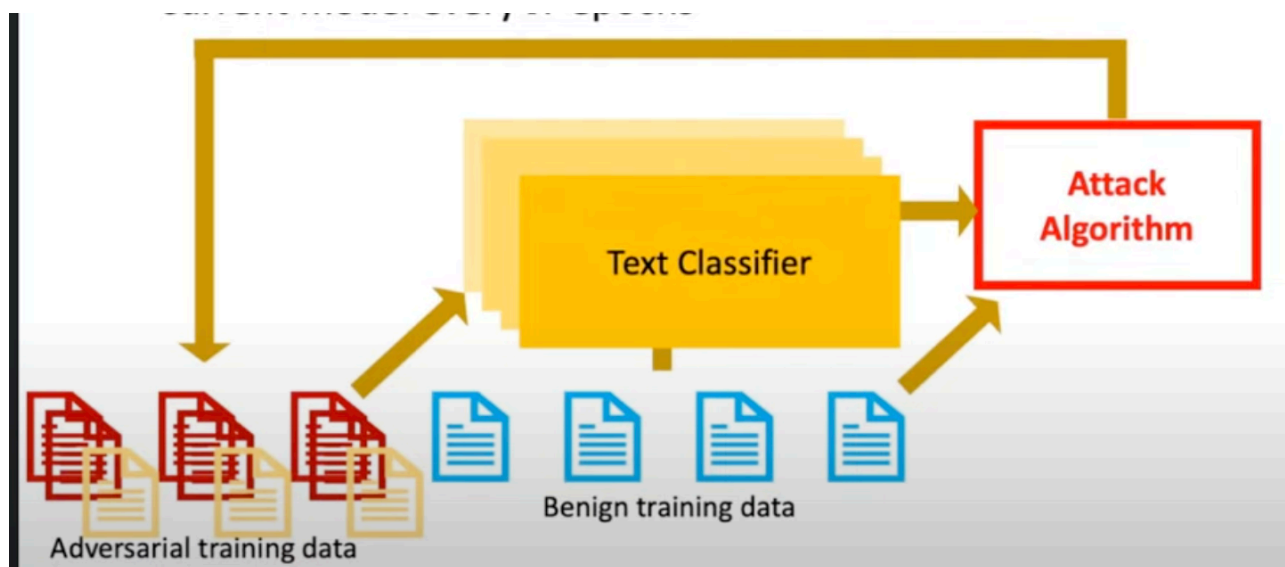 Text Classifier
Attack
Algorithm
Benign training data
Adversarial training data